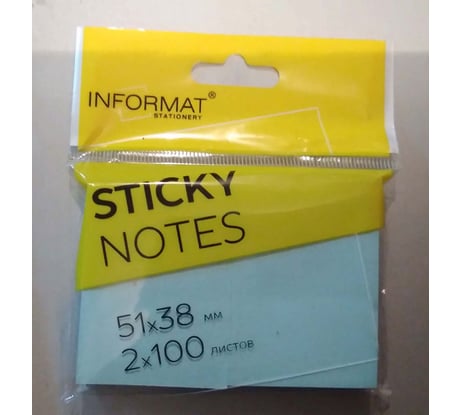 INFORMAT®
STATIONERY
STICKY
NOTES
51x38 мм
2x100 листов